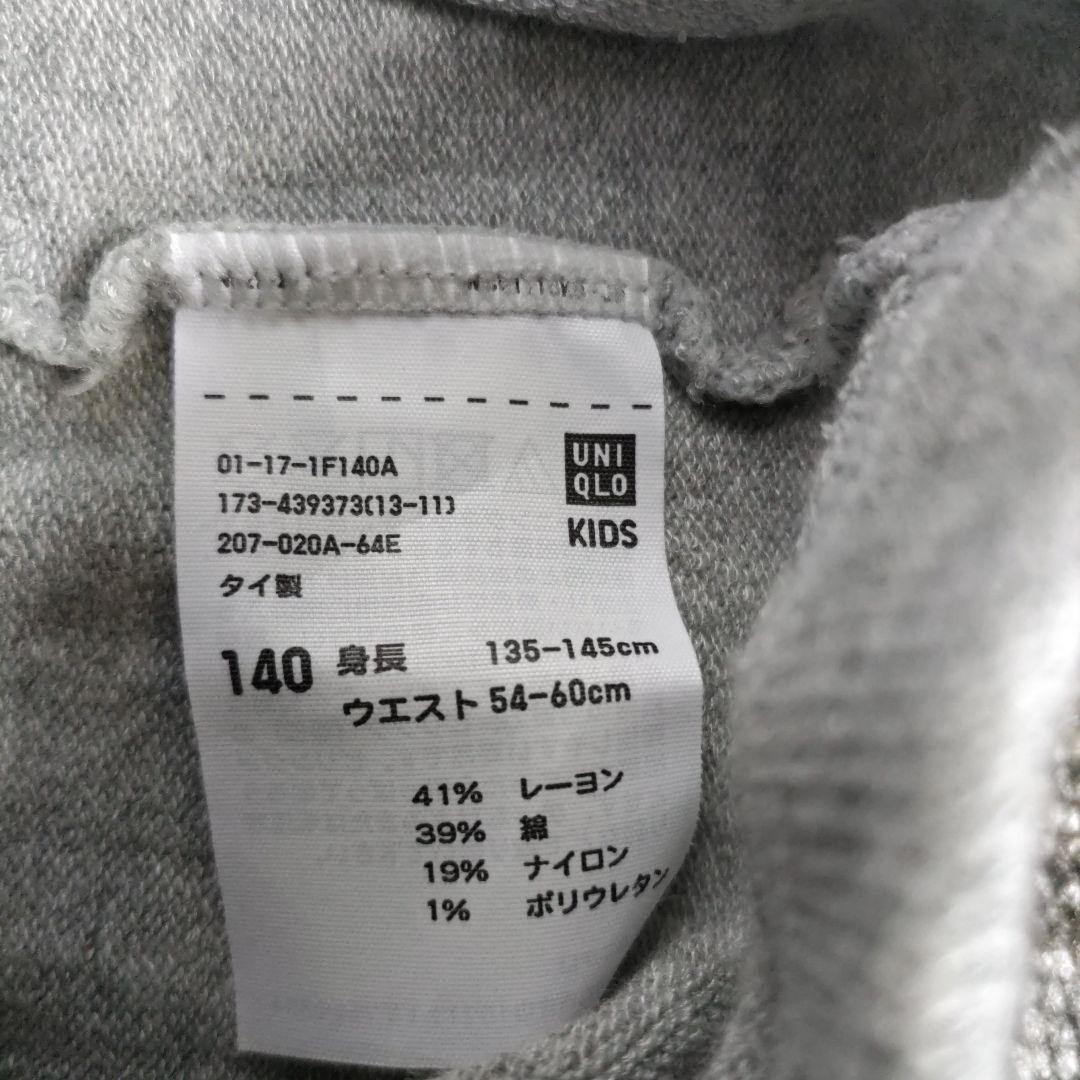 01-17-1F140A
173-439373(13-11)
207-020A-64E
タイ製
UNI
QLO
KIDS
140 身長 135-145cm
ウエスト 54-60cm
41% レーヨン
39% 綿
19% ナイロン
1% ポリウレタン